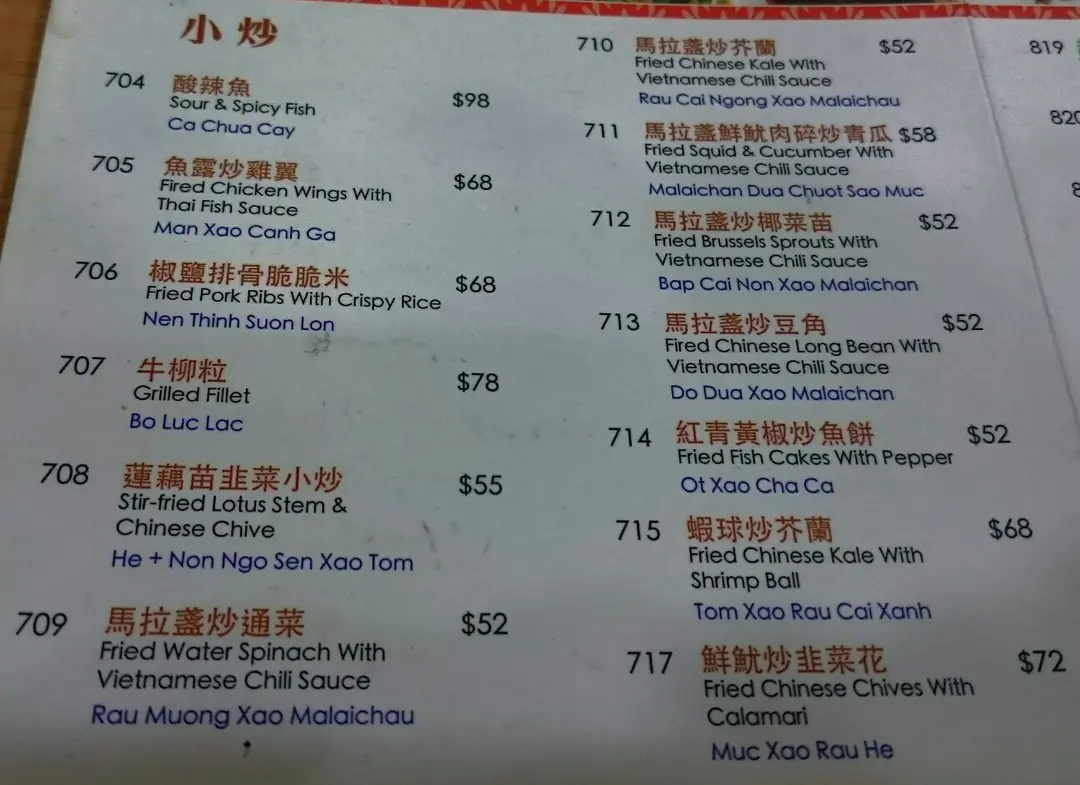 小炒
704 酸辣魚
Sour & Spicy Fish $98
Ca Chua Cay
705 魚露炒雞翼
Fired Chicken Wings With $68
Thai Fish Sauce
Man Xao Canh Ga
706 椒鹽排骨脆脆米 $68
Fried Pork Ribs With Crispy Rice
Nen Thinh Suon Lon
707 牛柳粒 $78
Grilled Fillet
Bo Luc Lac
708 蓮藕苗韭菜小炒 $55
Stir-fried Lotus Stem &
Chinese Chive
He + Non Ngo Sen Xao Tom
709 馬拉盞炒通菜 $52
Fried Water Spinach With
Vietnamese Chili Sauce
Rau Muong Xao Malaichau
710 馬拉盞炒芥蘭 $52
Fried Chinese Kale With
Vietnamese Chili Sauce
Rau Cai Ngong Xao Malaichau
711 馬拉盞鮮魷肉碎炒青瓜 $58
Fried Squid & Cucumber With
Vietnamese Chili Sauce
Malaichan Dua Chuot Sao Muc
712 馬拉盞炒椰菜苗 $52
Fried Brussels Sprouts With
Vietnamese Chili Sauce
Bap Cai Non Xao Malaichan
713 馬拉盞炒豆角 $52
Fired Chinese Long Bean With
Vietnamese Chili Sauce
Do Dua Xao Malaichan
714 紅青黃椒炒魚餅 $52
Fried Fish Cakes With Pepper
Ot Xao Cha Ca
715 蝦球炒芥蘭 $68
Fried Chinese Kale With
Shrimp Ball
Tom Xao Rau Cai Xanh
717 鮮魷炒韭菜花 $72
Fried Chinese Chives With
Calamari
Muc Xao Rau He
819
820